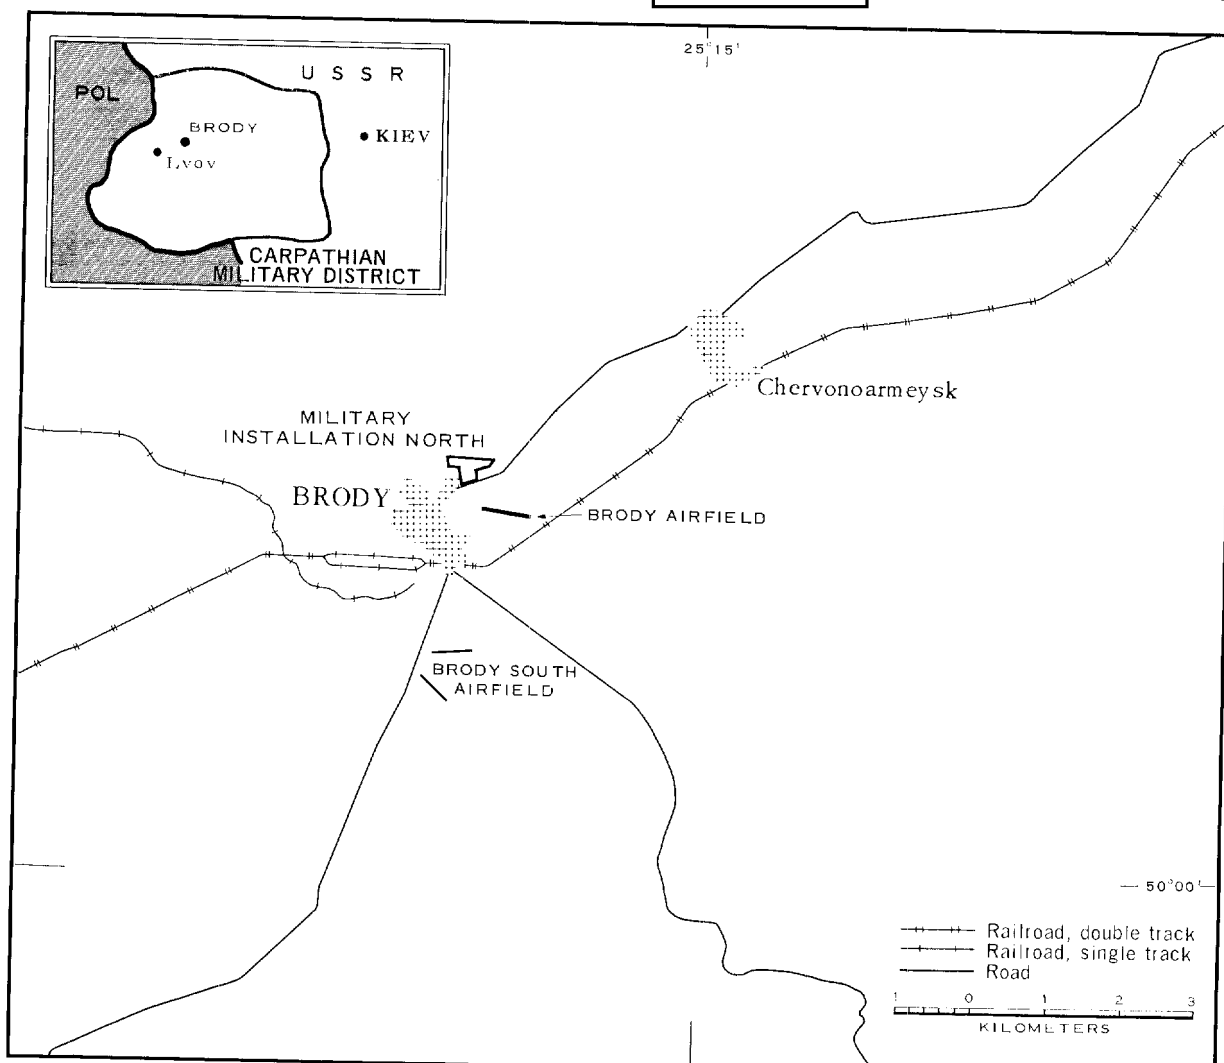 25°15'
USSR
POL
BRODY
KIEV
Lvov
CARPATHIAN
MILITARY DISTRICT
Chervonoarmeysk
MILITARY
INSTALLATION NORTH
BRODY
BRODY AIRFIELD
BRODY SOUTH
AIRFIELD
50°00'
Railroad, double track
Railroad, single track
Road
1 0 1 2 3
KILOMETERS